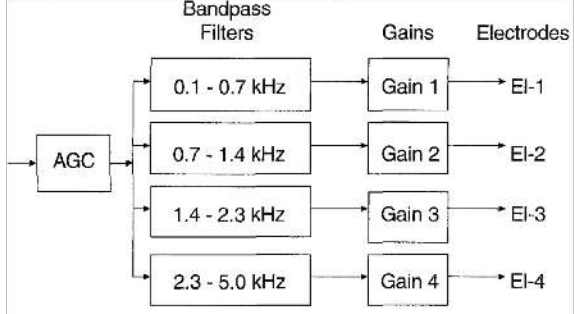 Bandpass
Filters Gains Electrodes
0.1 - 0.7 kHz Gain 1 El-1
0.7 - 1.4 kHz Gain 2 El-2
AGC
1.4 - 2.3 kHz Gain 3 El-3
2.3 - 5.0 kHz Gain 4 El-4